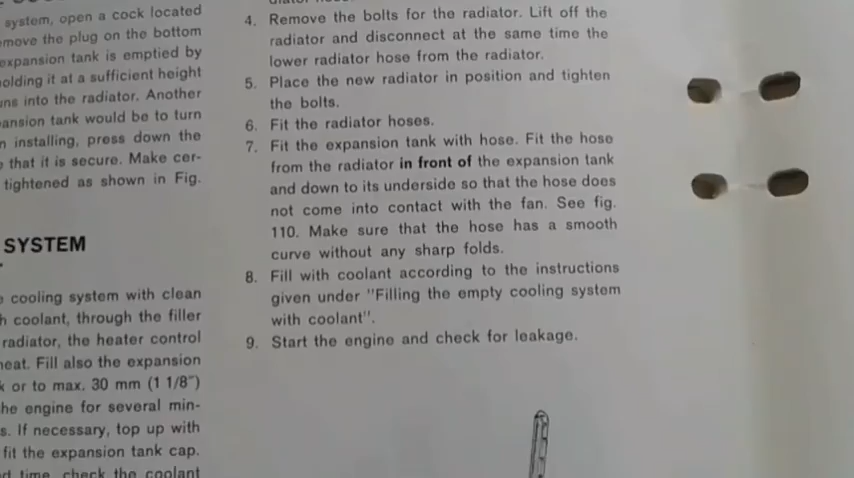 system, open a cock located
move the plug on the bottom
expansion tank is emptied by
holding it at a sufficient height
into the radiator. Another
tank would be to turn
installing, press down the
that it is secure. Make cer-
tightened as shown in Fig.
SYSTEM
cooling system with clean
coolant, through the filler
radiator, the heater control
heat. Fill also the expansion
or to max. 30 mm (1 1/8")
the engine for several min-
If necessary, top up with
fit the expansion tank cap.
time, check the coolant
4. Remove the bolts for the radiator. Lift off the
radiator and disconnect at the same time the
lower radiator hose from the radiator.
5. Place the new radiator in position and tighten
the bolts.
6. Fit the radiator hoses.
7. Fit the expansion tank with hose. Fit the hose
from the radiator in front of the expansion tank
and down to its underside so that the hose does
not come into contact with the fan. See fig.
110. Make sure that the hose has a smooth
curve without any sharp folds.
8. Fill with coolant according to the instructions
given under "Filling the empty cooling system
with coolant".
9. Start the engine and check for leakage.